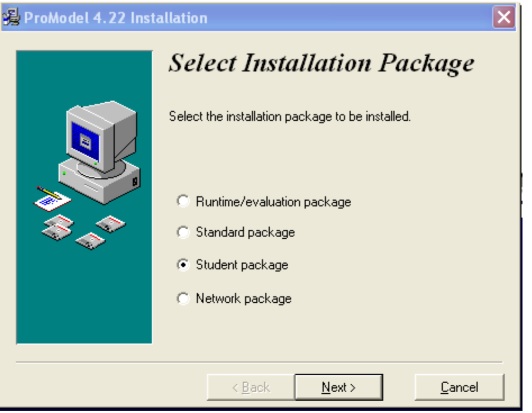 ProModel 4.22 Installation
Select Installation Package
Select the installation package to be installed.
Runtime/evaluation package
Standard package
Student package
Network package
< Back
Next >
Cancel